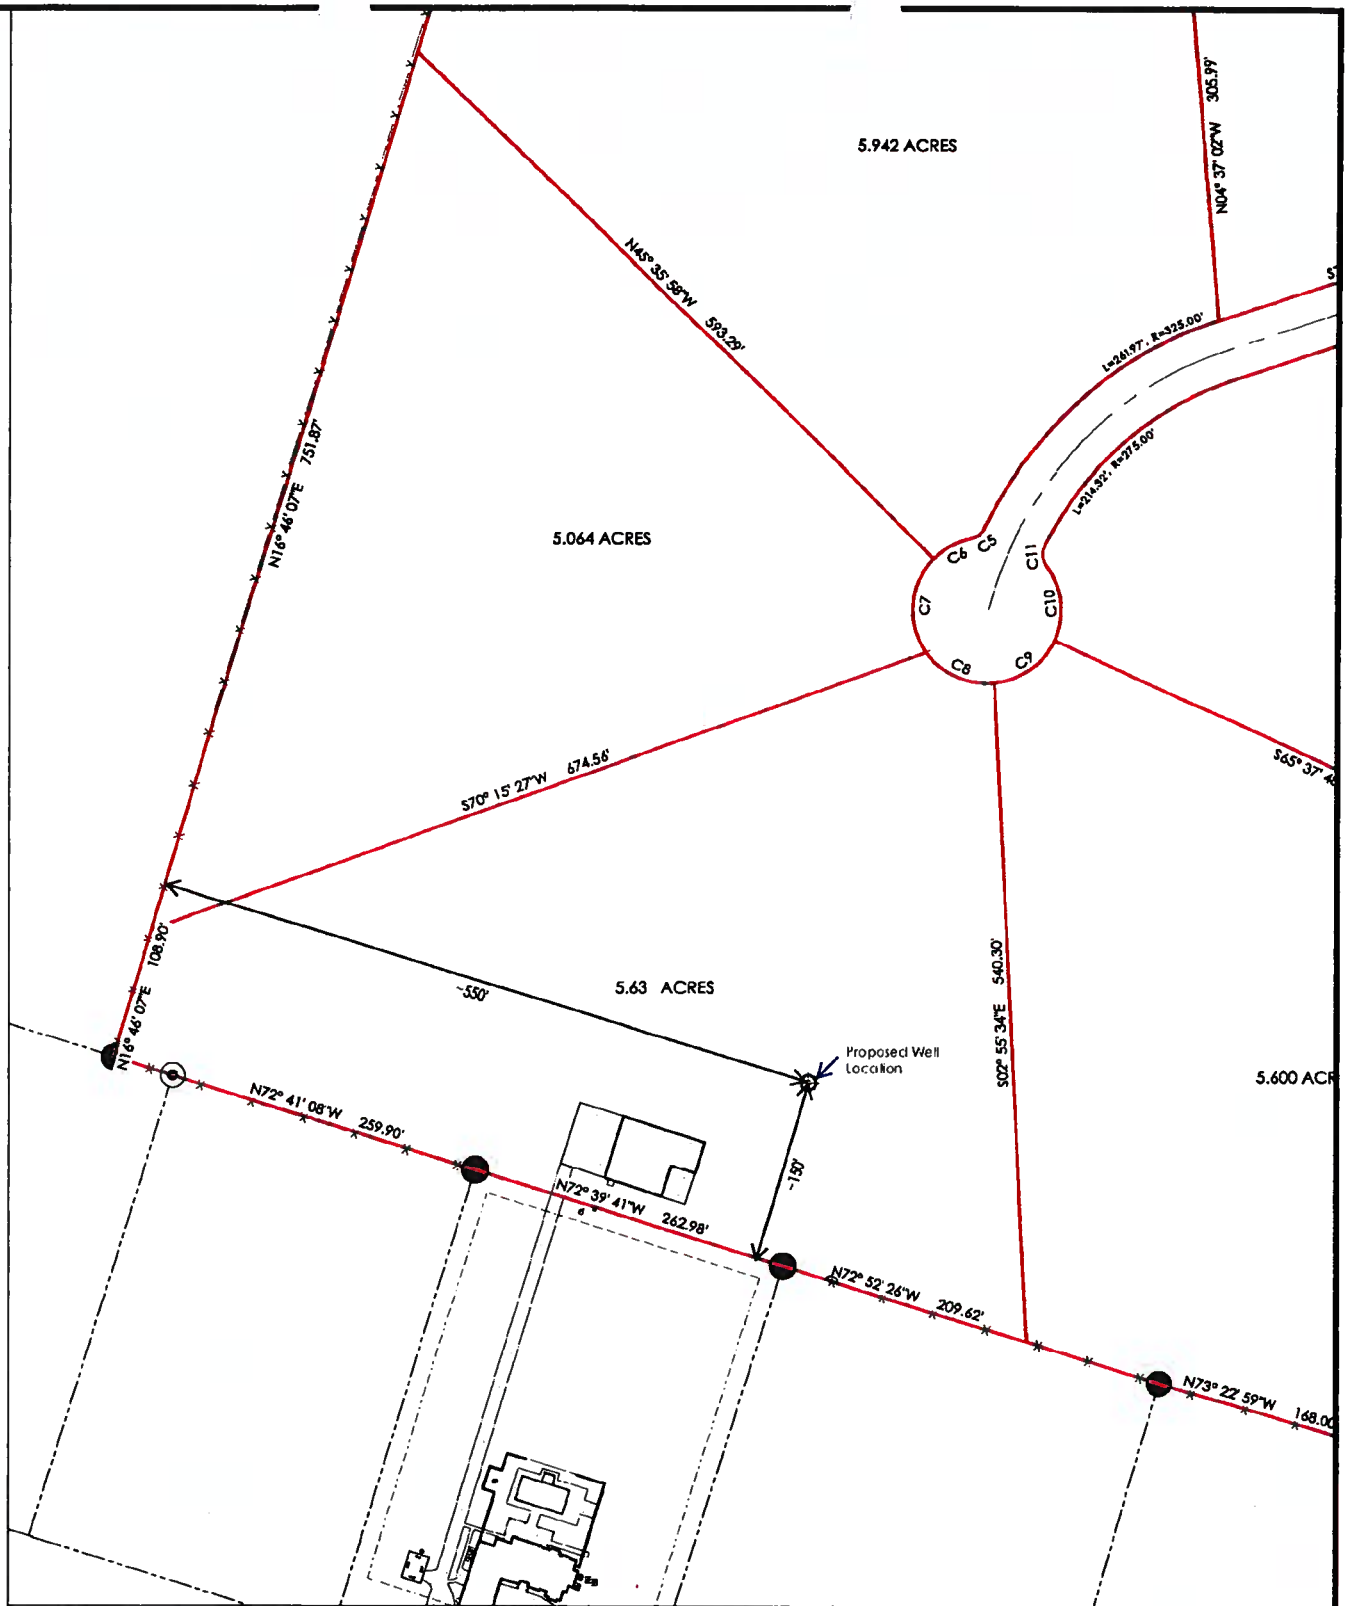 5.942 ACRES
N04° 37' 02"W 305.99'
N45° 35' 58"W 593.29'
L=261.97', R=325.00'
L=214.32', R=275.00'
N16° 46' 07"E 751.87'
5.064 ACRES
C5
C6
C11
C7
C10
C8
C9
S70° 15' 27"W 674.56'
S65° 37' 4
N16° 46' 07"E 108.90'
~550'
5.63 ACRES
S02° 55' 34"E 540.30'
Proposed Well
Location
5.600 ACR
N72° 41' 08"W 259.90'
~150'
N72° 39' 41"W 262.98'
N72° 52' 26"W 209.62'
N73° 22' 59"W 168.00